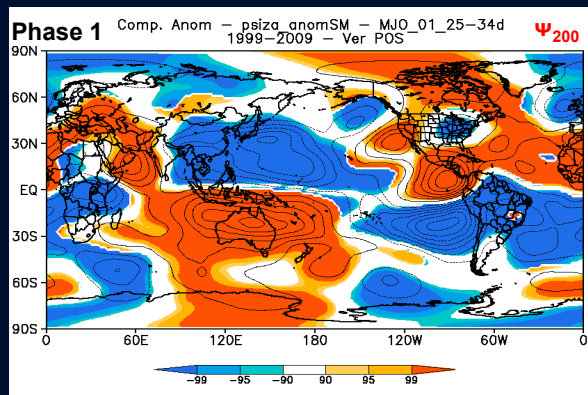 Phase 1
Comp. Anom – psiza_anomSM – MJO_01_25-34d
1999-2009 – Ver POS
Ψ200
90N
60N
30N
EQ
30S
60S
90S
0
60E
120E
180
120W
60W
0
-99
-95
-90
90
95
99